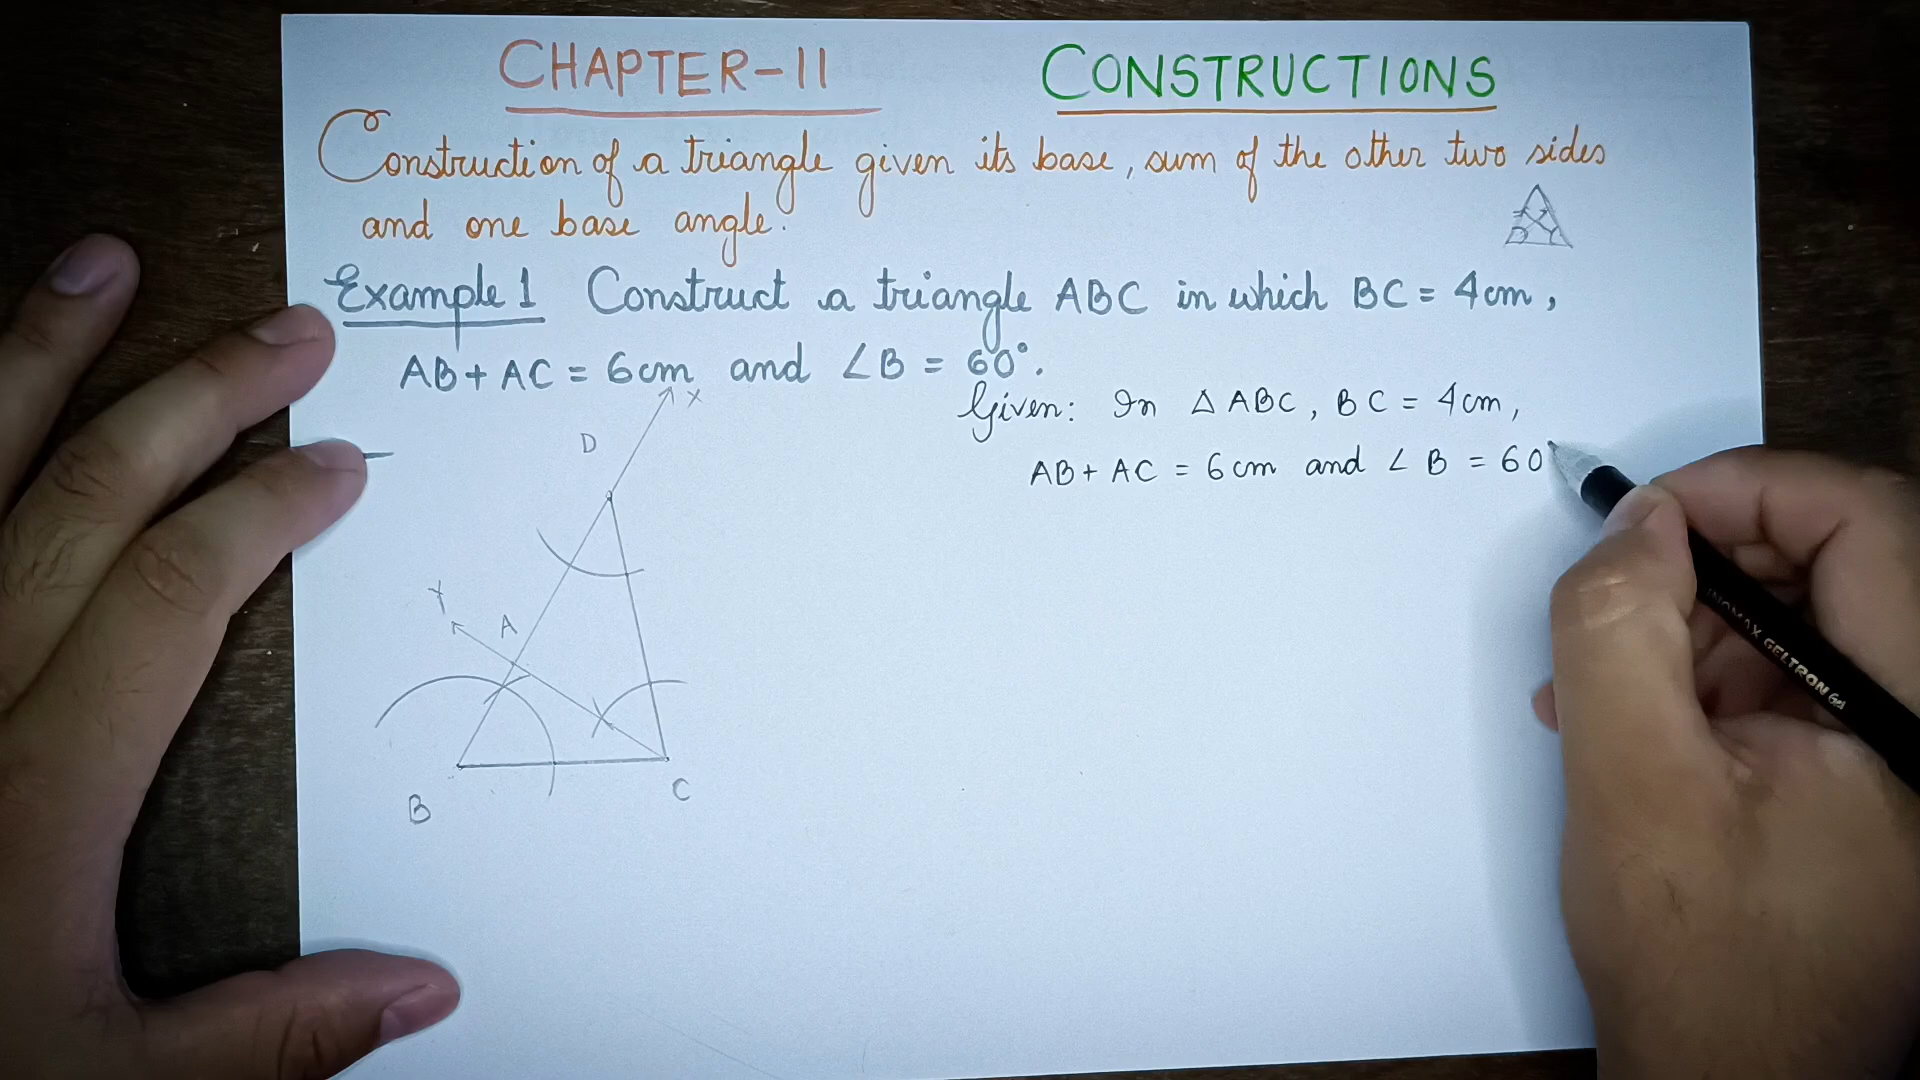 CHAPTER-11 CONSTRUCTIONS
Construction of a triangle given its base, sum of the other two sides
and one base angle.
Example 1 Construct a triangle ABC in which BC = 4cm,
AB+ AC = 6cm and ∠B = 60°.
Given: In △ ABC, BC = 4cm,
AB+ AC = 6cm and ∠ B = 60
X
D
Y
A
B
C
INOMAX GELTRON Gel